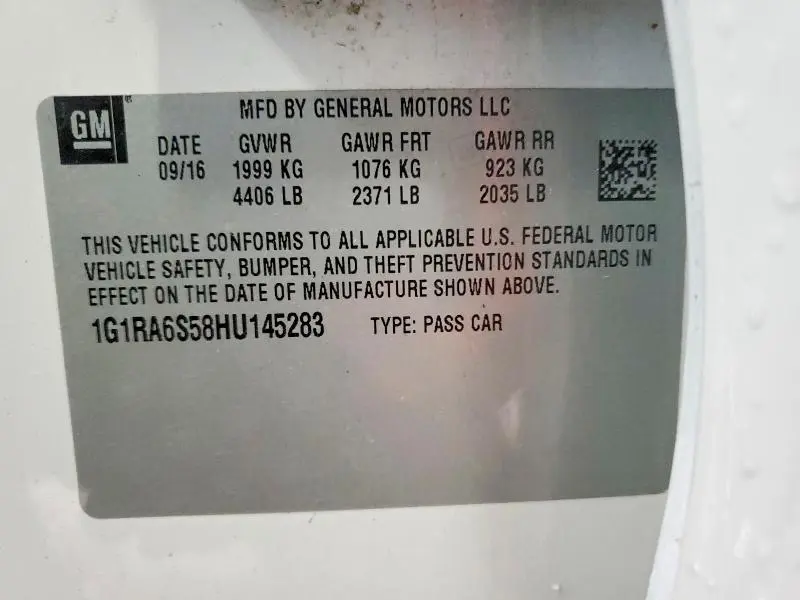 GM
®
MFD BY GENERAL MOTORS LLC
DATE GVWR GAWR FRT GAWR RR
09/16 1999 KG 1076 KG 923 KG
4406 LB 2371 LB 2035 LB
THIS VEHICLE CONFORMS TO ALL APPLICABLE U.S. FEDERAL MOTOR
VEHICLE SAFETY, BUMPER, AND THEFT PREVENTION STANDARDS IN
EFFECT ON THE DATE OF MANUFACTURE SHOWN ABOVE.
1G1RA6S58HU145283 TYPE: PASS CAR